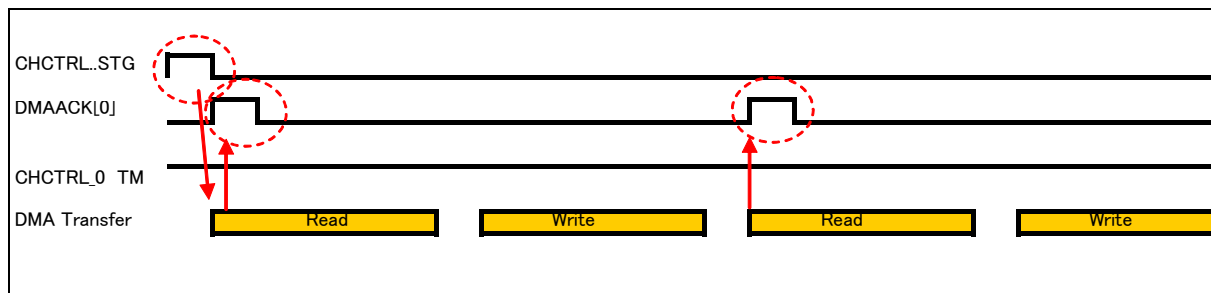 CHCTRL..STG
DMAACK[0]
CHCTRL_0 TM
DMA Transfer Read Write Read Write